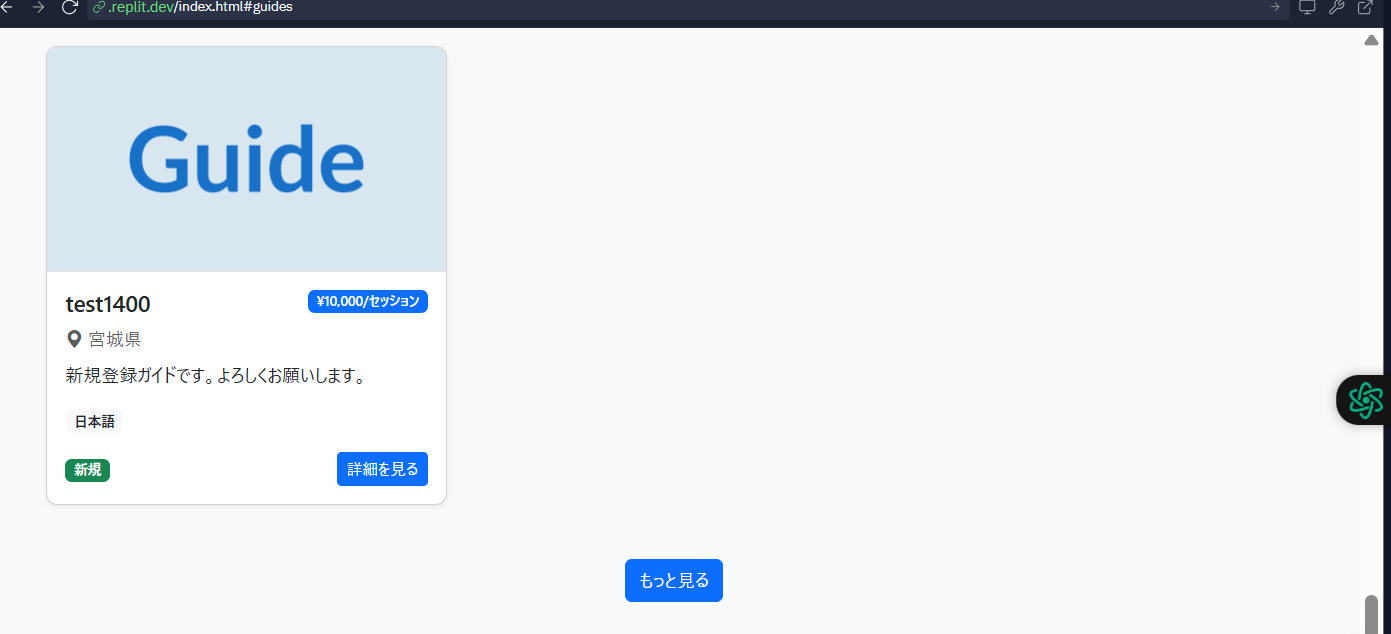 .replit.dev/index.html#guides
Guide
test1400
¥10,000/セッション
宮城県
新規登録ガイドです。よろしくお願いします。
日本語
新規
詳細を見る
もっと見る